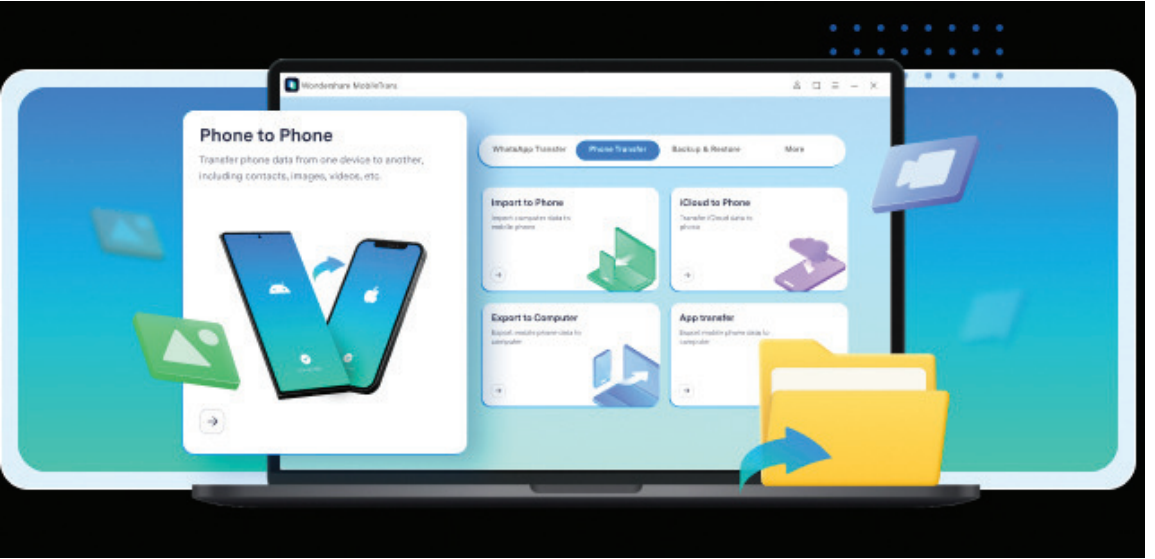 Wondershare MobileTrans
Phone to Phone
Transfer phone data from one device to another,
including contacts, images, videos, etc.
WhatsApp Transfer
Phone Transfer
Backup & Restore
More
Import to Phone
Import computer data to
mobile phone
iCloud to Phone
Transfer iCloud data to
phone
Export to Computer
Export mobile phone data to
computer
App transfer
Export mobile phone data to
computer